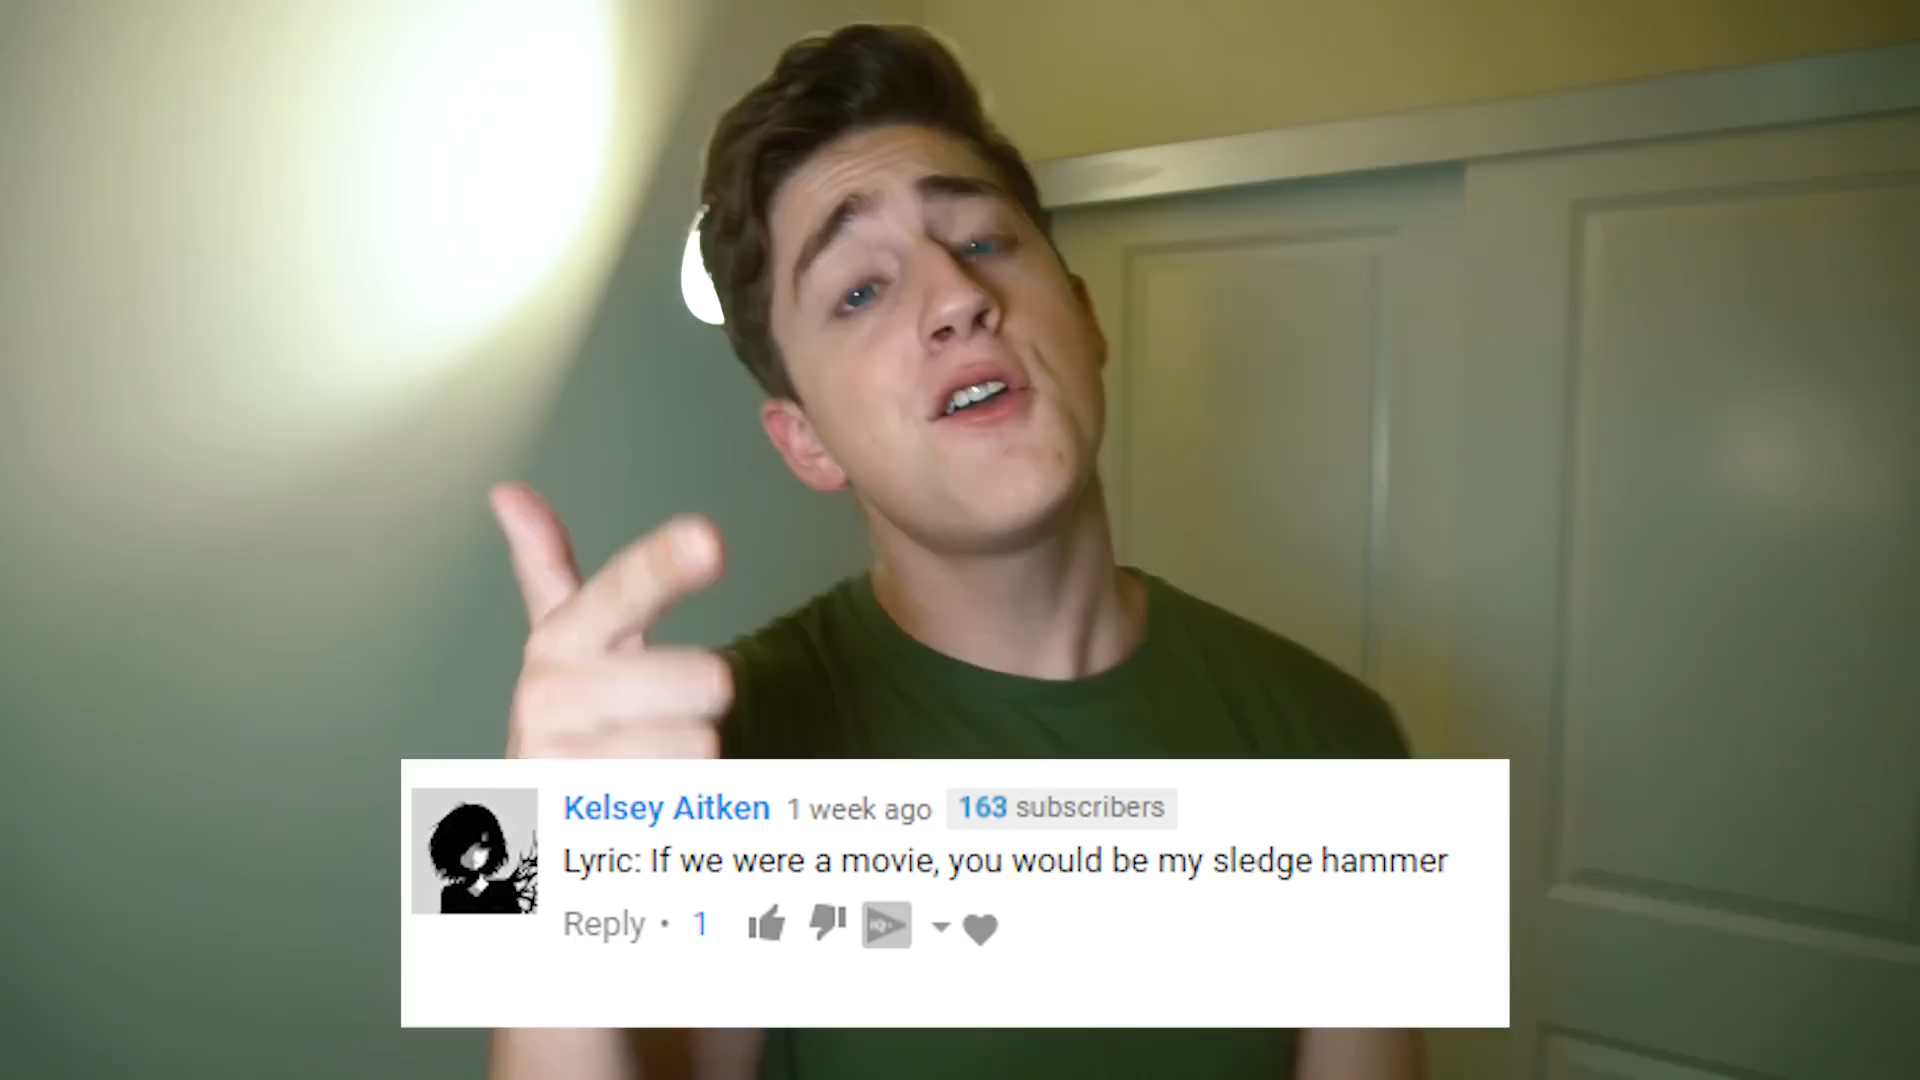 Kelsey Aitken 1 week ago 163 subscribers
Lyric: If we were a movie, you would be my sledge hammer
Reply • 1
HQ+